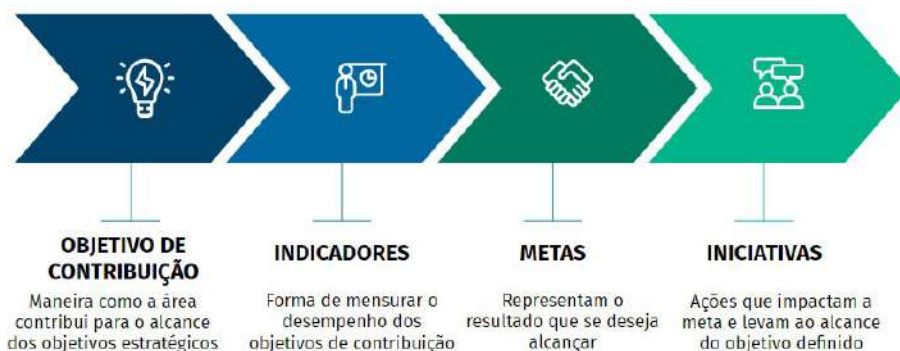 OBJETIVO DE
CONTRIBUIÇÃO
Maneira como a área
contribui para o alcance
dos objetivos estratégicos
INDICADORES
Forma de mensurar o
desempenho dos
objetivos de contribuição
METAS
Representam o
resultado que se deseja
alcançar
INICIATIVAS
Ações que impactam a
meta e levam ao alcance
do objetivo definido